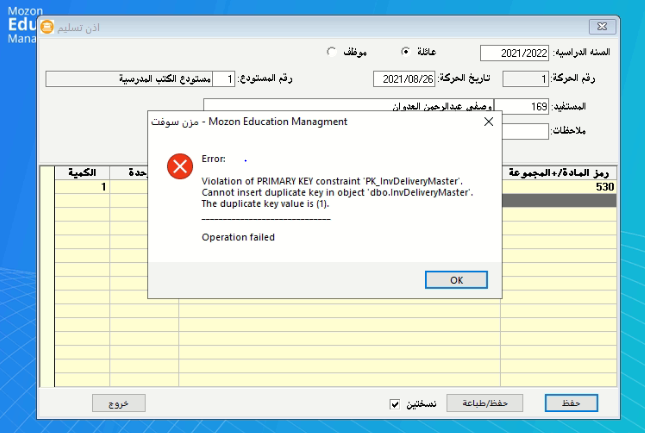 Mozon
Edu
Mana
اذن تسليم
السنه الدراسيه: 2021/2022 عائلة موظف
رقم الحركة: 1 تاريخ الحركة: 2021/08/26 رقم المستودع: 1 مستودع الكتب المدرسية
المستفيد: 169 وصفي عبدالرحمن العدوان
ملاحظات:
مزن سوفت - Mozon Education Managment
Error: .
Violation of PRIMARY KEY constraint 'PK_InvDeliveryMaster'.
Cannot insert duplicate key in object 'dbo.InvDeliveryMaster'.
The duplicate key value is (1).
------------------------------
Operation failed
OK
رمز المادة/+المجموعة حدة الكمية
530 1
حفظ حفظ/طباعة نسختين خروج